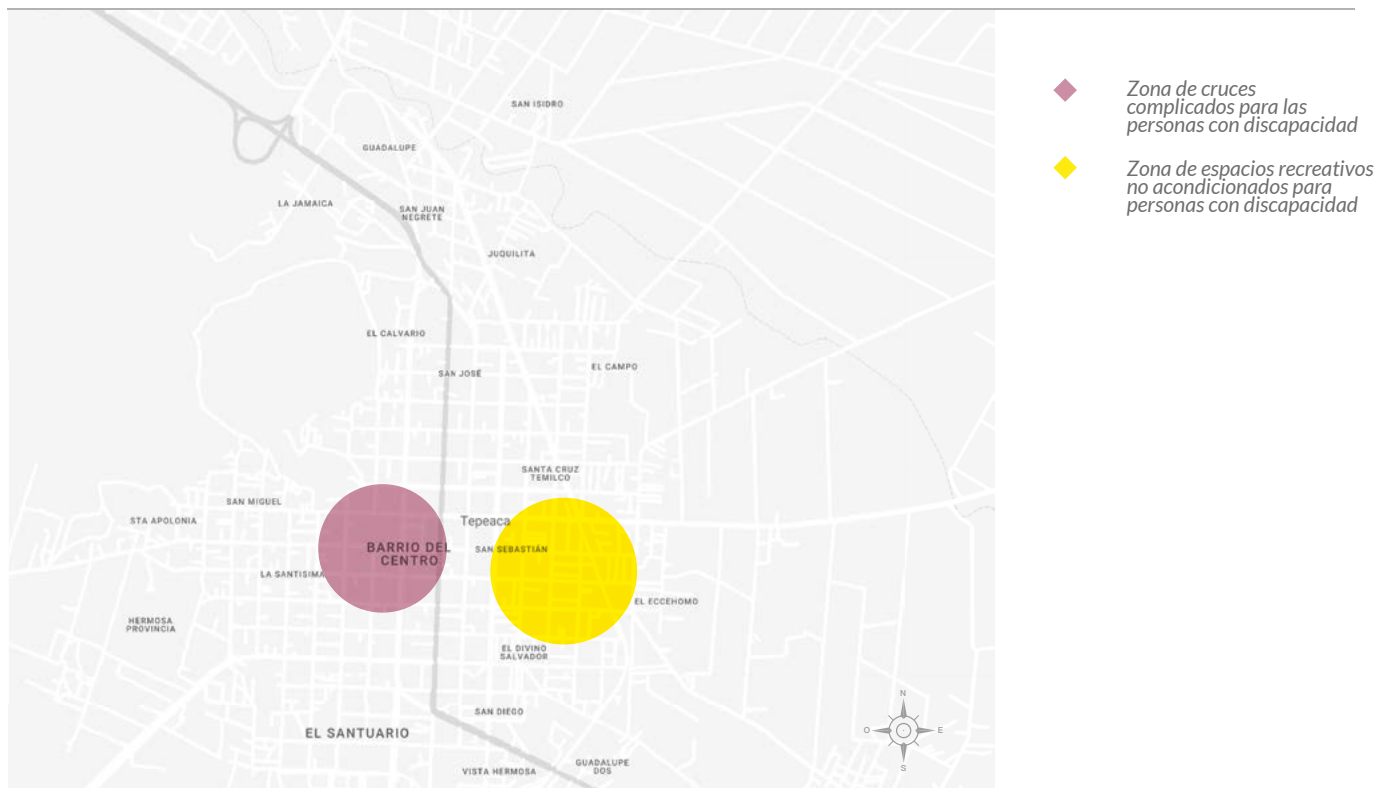 Zona de cruces
complicados para las
personas con discapacidad
Zona de espacios recreativos
no acondicionados para
personas con discapacidad
SAN ISIDRO
GUADALUPE
LA JAMAICA
SAN JUAN
NEGRETE
JUQUILITA
EL CALVARIO
EL CAMPO
SAN JOSÉ
SANTA CRUZ
TEMILCO
SAN MIGUEL
STA APOLONIA
Tepeaca
BARRIO DEL
CENTRO
SAN SEBASTIÁN
LA SANTISIMA
EL ECCEHOMO
HERMOSA
PROVINCIA
EL DIVINO
SALVADOR
SAN DIEGO
EL SANTUARIO
VISTA HERMOSA
GUADALUPE
DOS
N
O
E
S